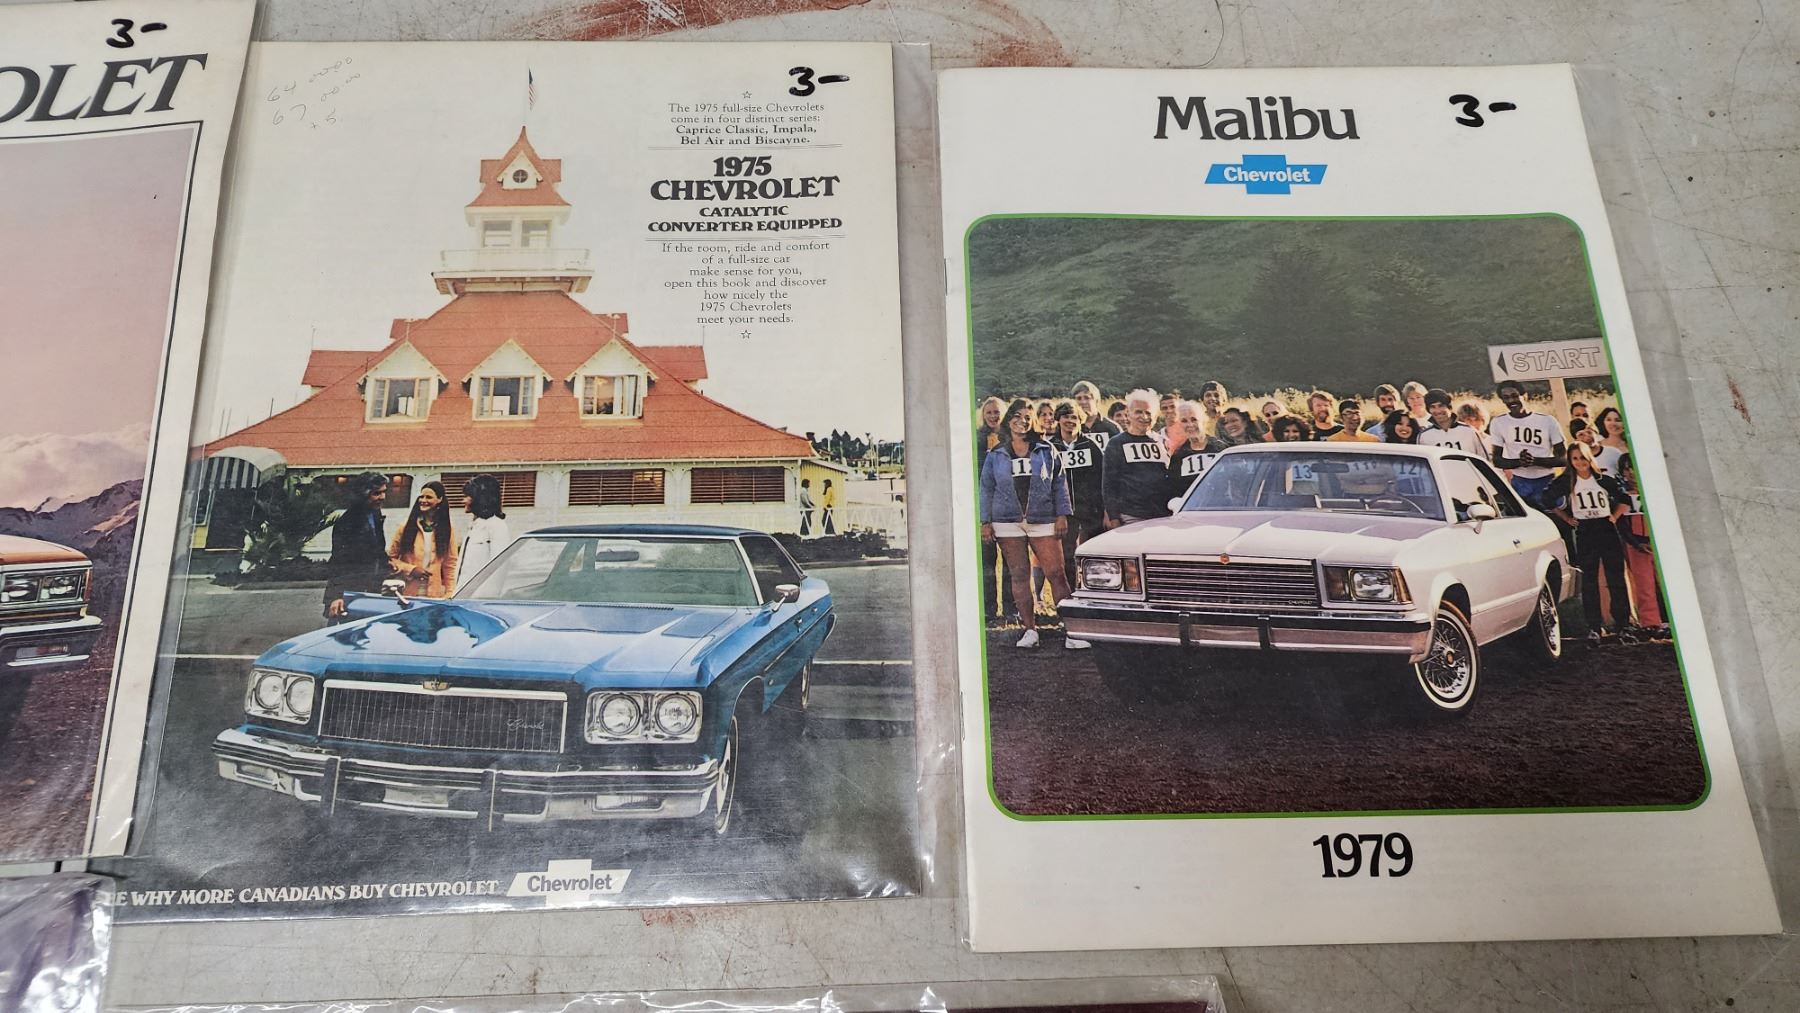 3-
OLET
64
67
+5.
3-
The 1975 full-size Chevrolets
come in four distinct series:
Caprice Classic, Impala,
Bel Air and Biscayne.
1975
CHEVROLET
CATALYTIC
CONVERTER EQUIPPED
If the room, ride and comfort
of a full-size car
make sense for you,
open this book and discover
how nicely the
1975 Chevrolets
meet your needs.
Chevrolet
E WHY MORE CANADIANS BUY CHEVROLET
Chevrolet
Malibu
3-
Chevrolet
START
109
38
105
116
CHEVROLET
1979